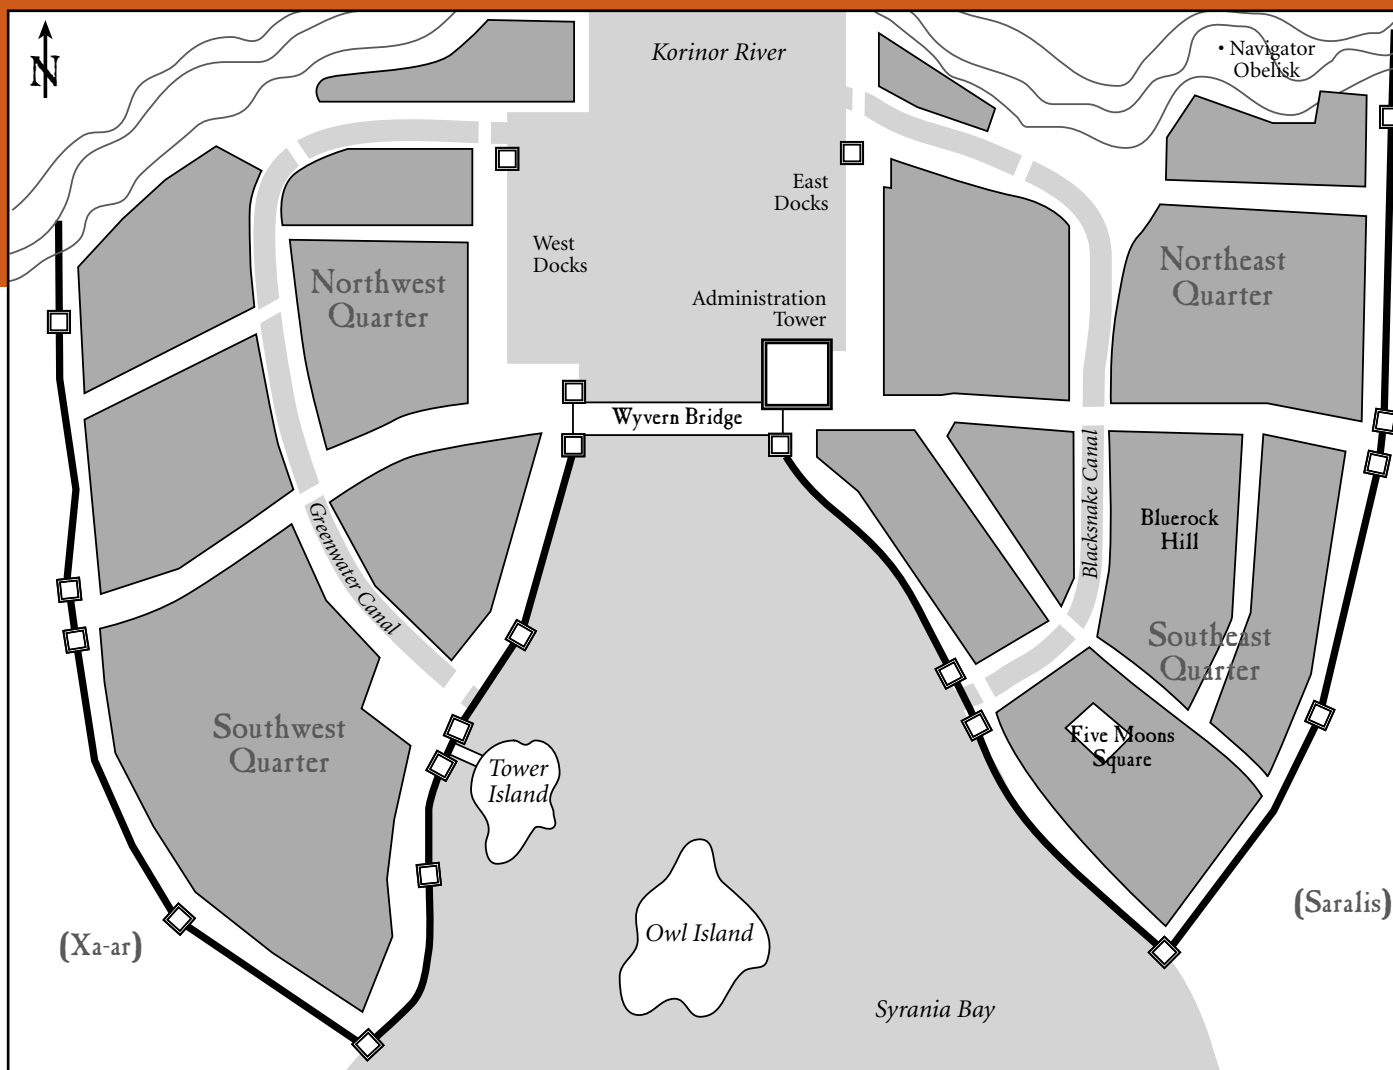 N
Korinor River
• Navigator
Obelisk
East
Docks
West
Docks
Northwest
Quarter
Northeast
Quarter
Administration
Tower
Wyvern Bridge
Greenwater Canal
Blacksnake Canal
Bluerock
Hill
Southeast
Quarter
Southwest
Quarter
Five Moons
Square
Tower
Island
Owl Island
(Saralis)
(Xa-ar)
Syrania Bay